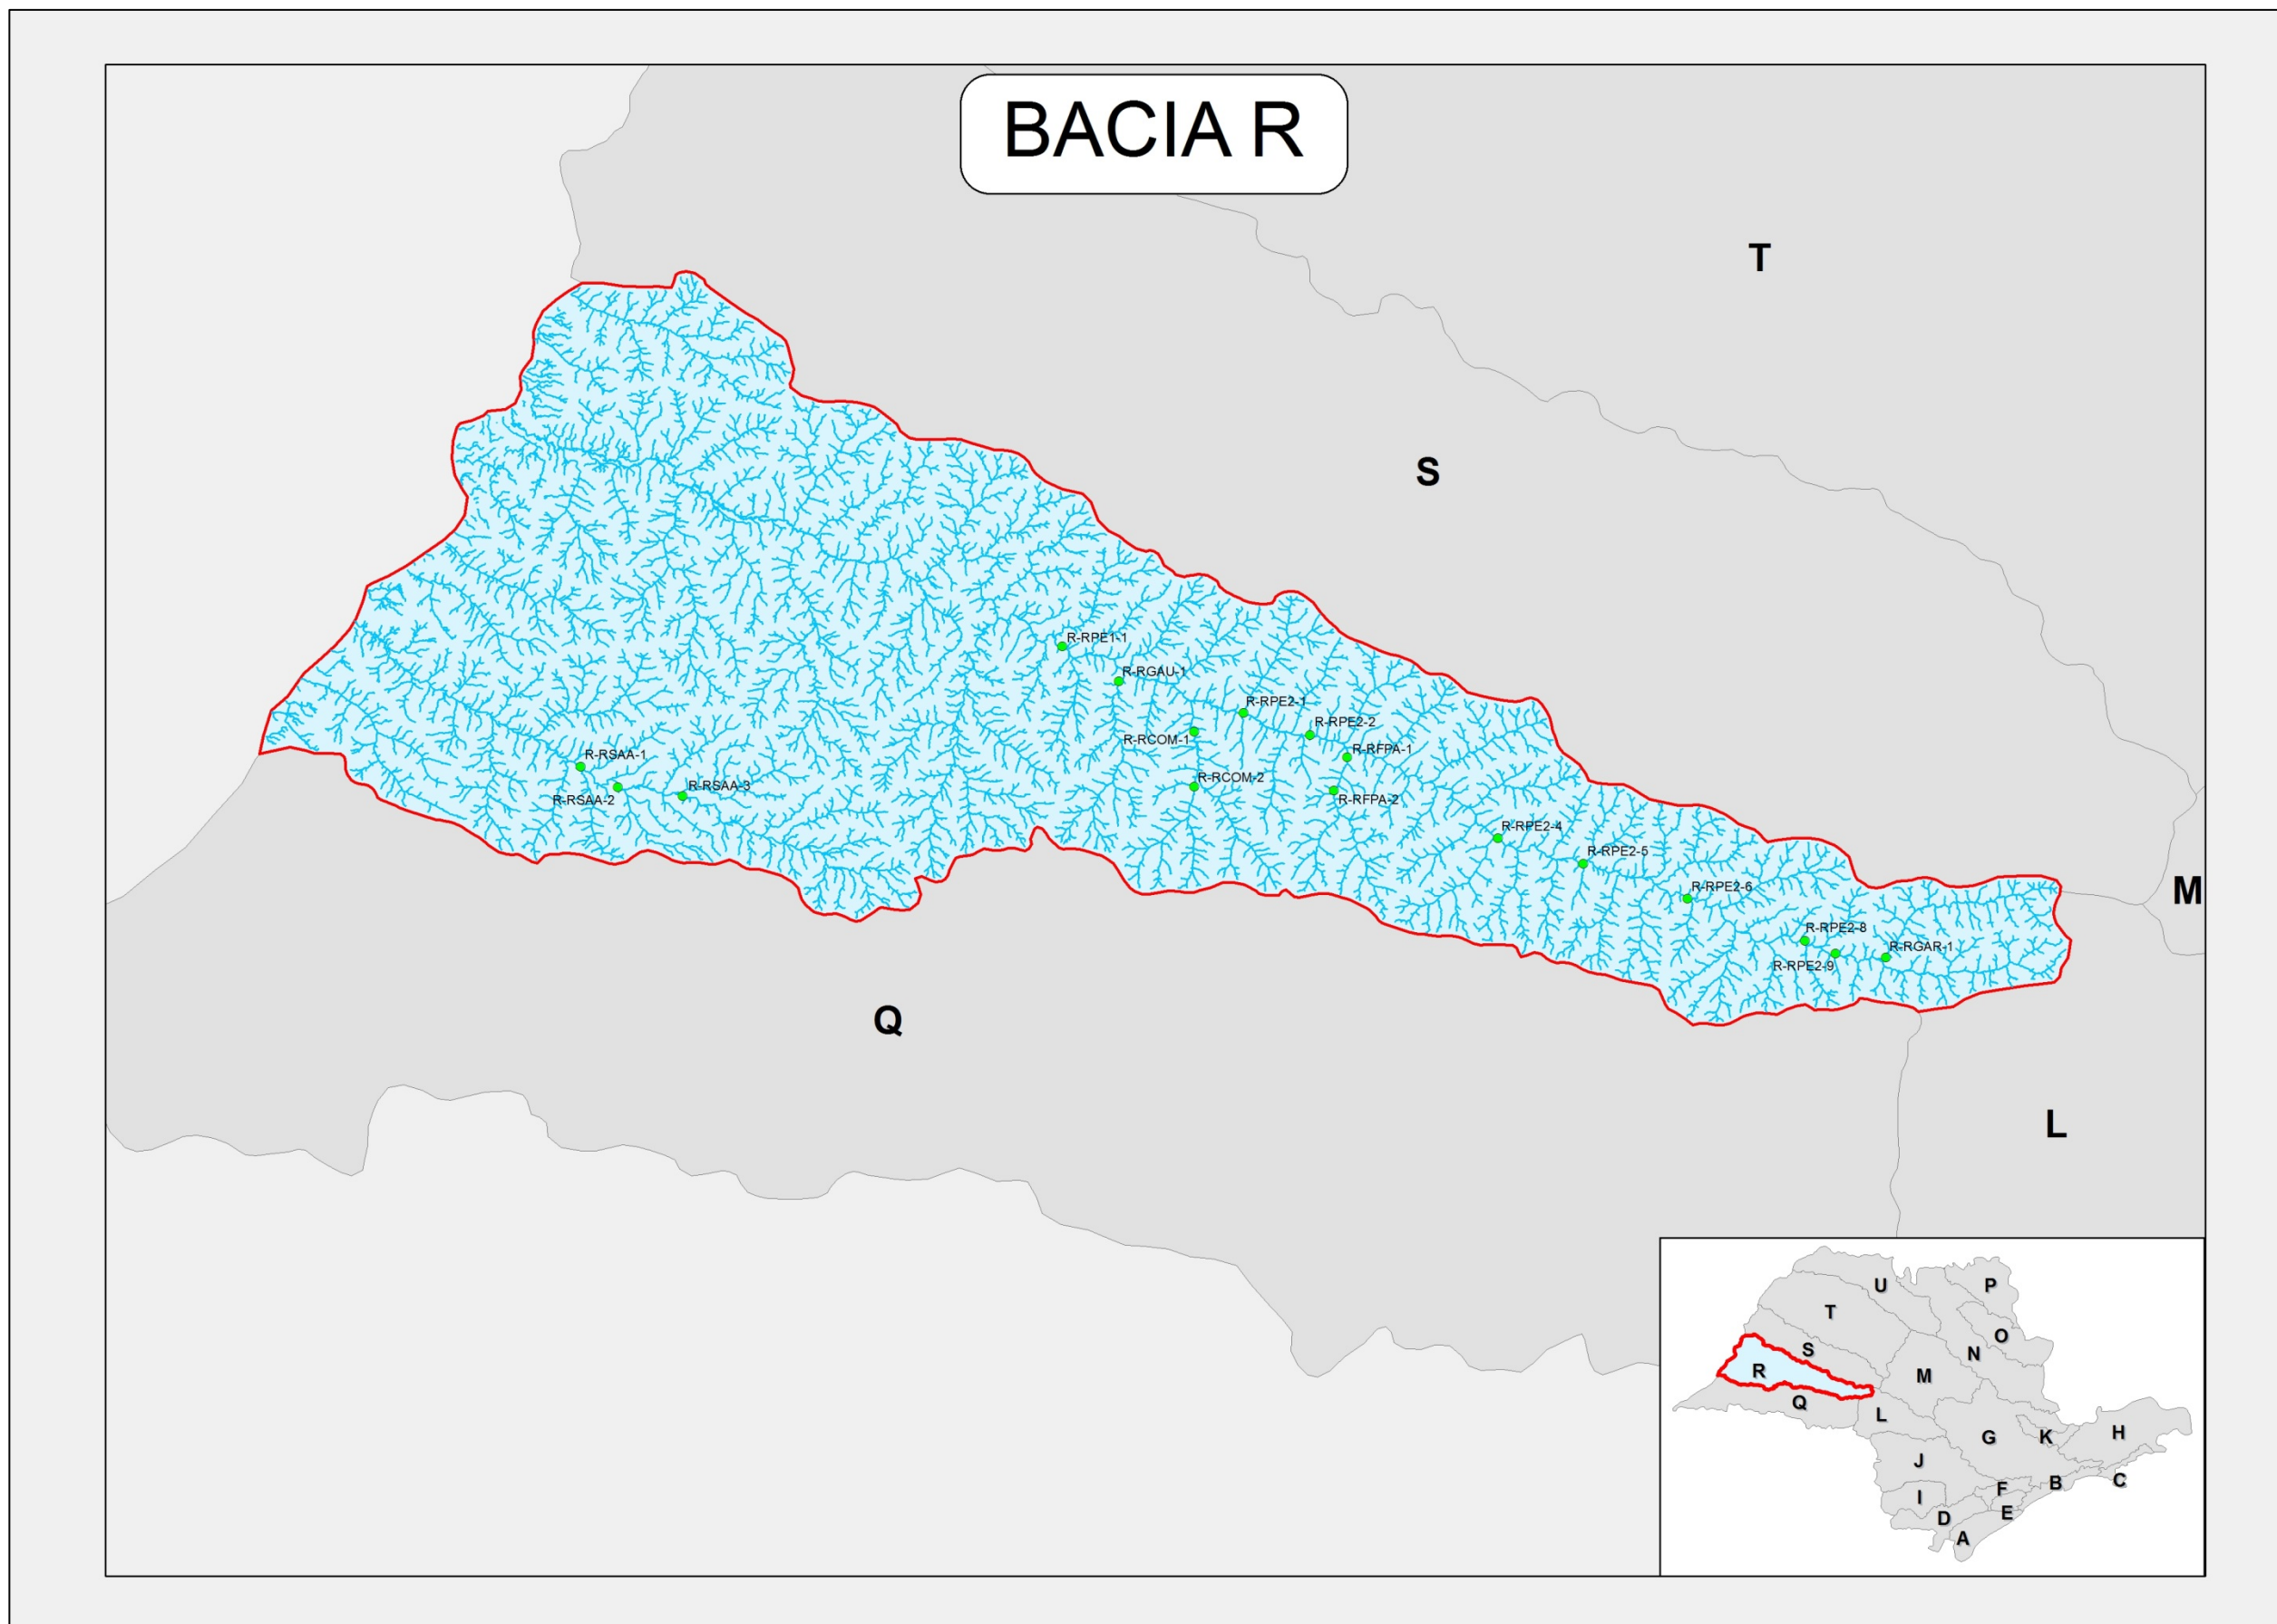 BACIA R
T
S
R-RPE1-1
R-RGAU-1
R-RPE2-1
R-RPE2-2
R-RCOM-1
R-RFPA-1
R-RSAA-1
R-RCOM-2
R-RSAA-3
R-RSAA-2
R-RFPA-2
R-RPE2-4
R-RPE2-5
R-RPE2-6
M
R-RPE2-8
R-RGAR-1
R-RPE2-9
Q
L
U
P
T
O
S
N
R
M
Q
L
H
G
K
J
C
B
F
I
E
D
A